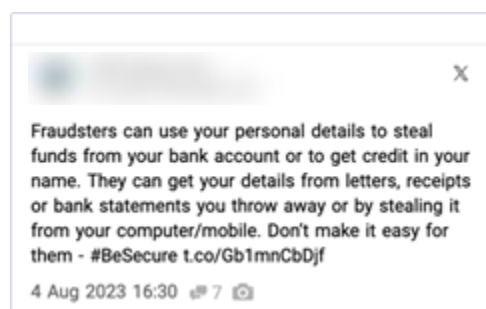 Fraudsters can use your personal details to steal
funds from your bank account or to get credit in your
name. They can get your details from letters, receipts
or bank statements you throw away or by stealing it
from your computer/mobile. Don't make it easy for
them - #BeSecure t.co/Gb1mnCbDjf
4 Aug 2023 16:30 7